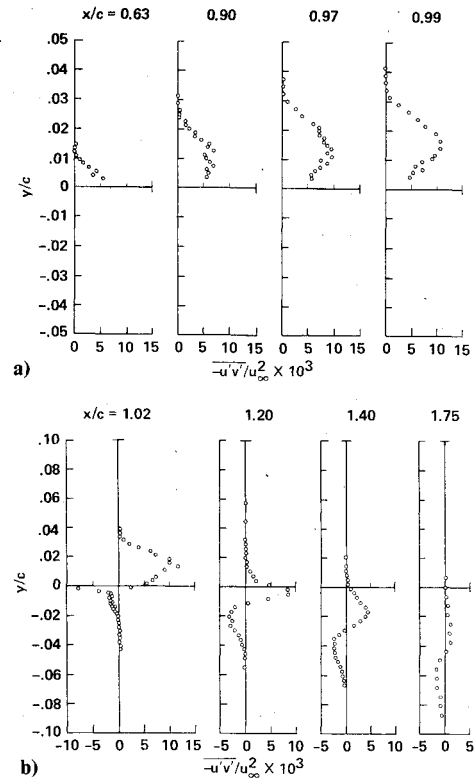 x/c = 0.63 0.90 0.97 0.99
.05
.04
.03
.02
.01
0
-.01
-.02
-.03
-.04
-.05
y/c
0 5 10 15 0 5 10 15 0 5 10 15 0 5 10 15
a)
-u'v'/u²∞ × 10³
x/c = 1.02 1.20 1.40 1.75
.10
.08
.06
.04
.02
0
-.02
-.04
-.06
-.08
-.10
y/c
-10 -5 0 5 10 15 -5 0 5 10 -5 0 5 10 -5 0 5
b)
-u'v'/u²∞ × 10³